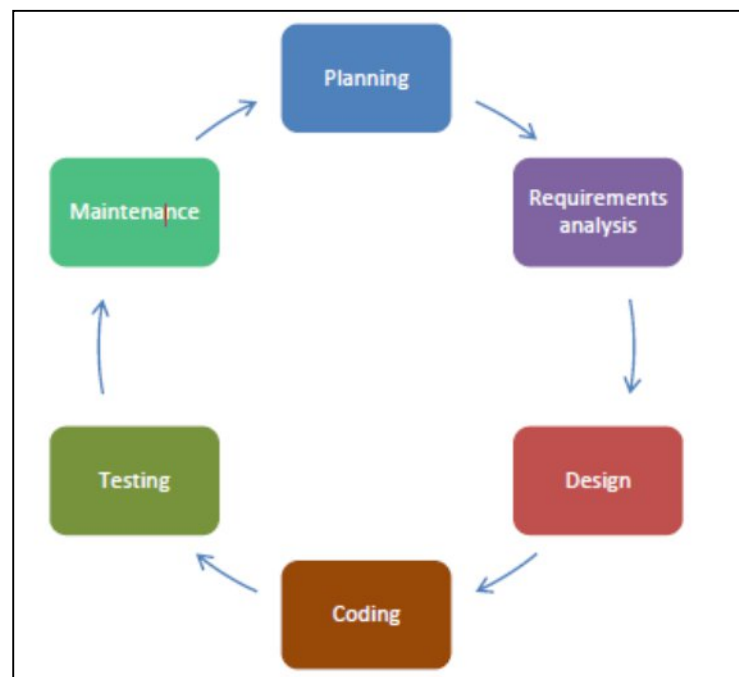 Planning
Requirements
analysis
Design
Coding
Testing
Maintenance